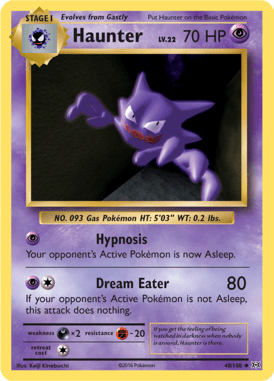 STAGE 1 Evolves from Gastly Put Haunter on the Basic Pokémon
Haunter LV.22 70 HP
NO. 093 Gas Pokémon HT: 5'03" WT: 0.2 lbs.
Hypnosis
Your opponent's Active Pokémon is now Asleep.
Dream Eater 80
If your opponent's Active Pokémon is not Asleep,
this attack does nothing.
weakness ×2 resistance -20
retreat
cost
If you get the feeling of being
watched in darkness when nobody
is around, Haunter is there.
Illus. Keiji Kinebuchi ©2016 Pokémon 48/108